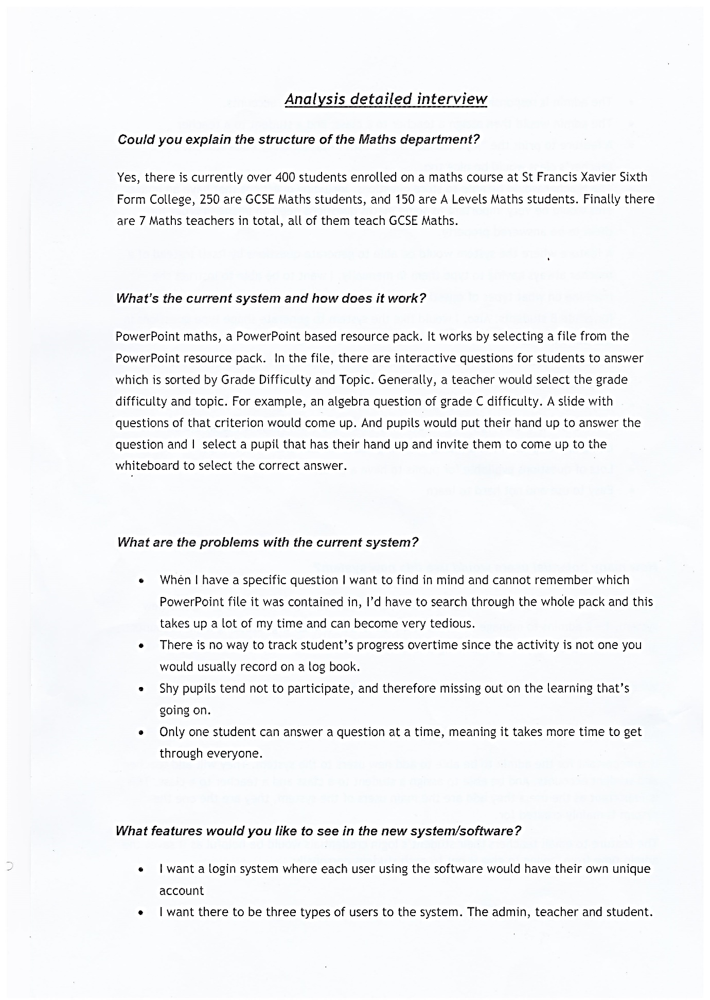 Analysis detailed interview
Could you explain the structure of the Maths department?
Yes, there is currently over 400 students enrolled on a maths course at St Francis Xavier Sixth
Form College, 250 are GCSE Maths students, and 150 are A Levels Maths students. Finally there
are 7 Maths teachers in total, all of them teach GCSE Maths.
What's the current system and how does it work?
PowerPoint maths, a PowerPoint based resource pack. It works by selecting a file from the
PowerPoint resource pack. In the file, there are interactive questions for students to answer
which is sorted by Grade Difficulty and Topic. Generally, a teacher would select the grade
difficulty and topic. For example, an algebra question of grade C difficulty. A slide with
questions of that criterion would come up. And pupils would put their hand up to answer the
question and I select a pupil that has their hand up and invite them to come up to the
whiteboard to select the correct answer.
What are the problems with the current system?
• When I have a specific question I want to find in mind and cannot remember which
PowerPoint file it was contained in, I'd have to search through the whole pack and this
takes up a lot of my time and can become very tedious.
• There is no way to track student's progress overtime since the activity is not one you
would usually record on a log book.
• Shy pupils tend not to participate, and therefore missing out on the learning that's
going on.
• Only one student can answer a question at a time, meaning it takes more time to get
through everyone.
What features would you like to see in the new system/software?
• I want a login system where each user using the software would have their own unique
account
• I want there to be three types of users to the system. The admin, teacher and student.